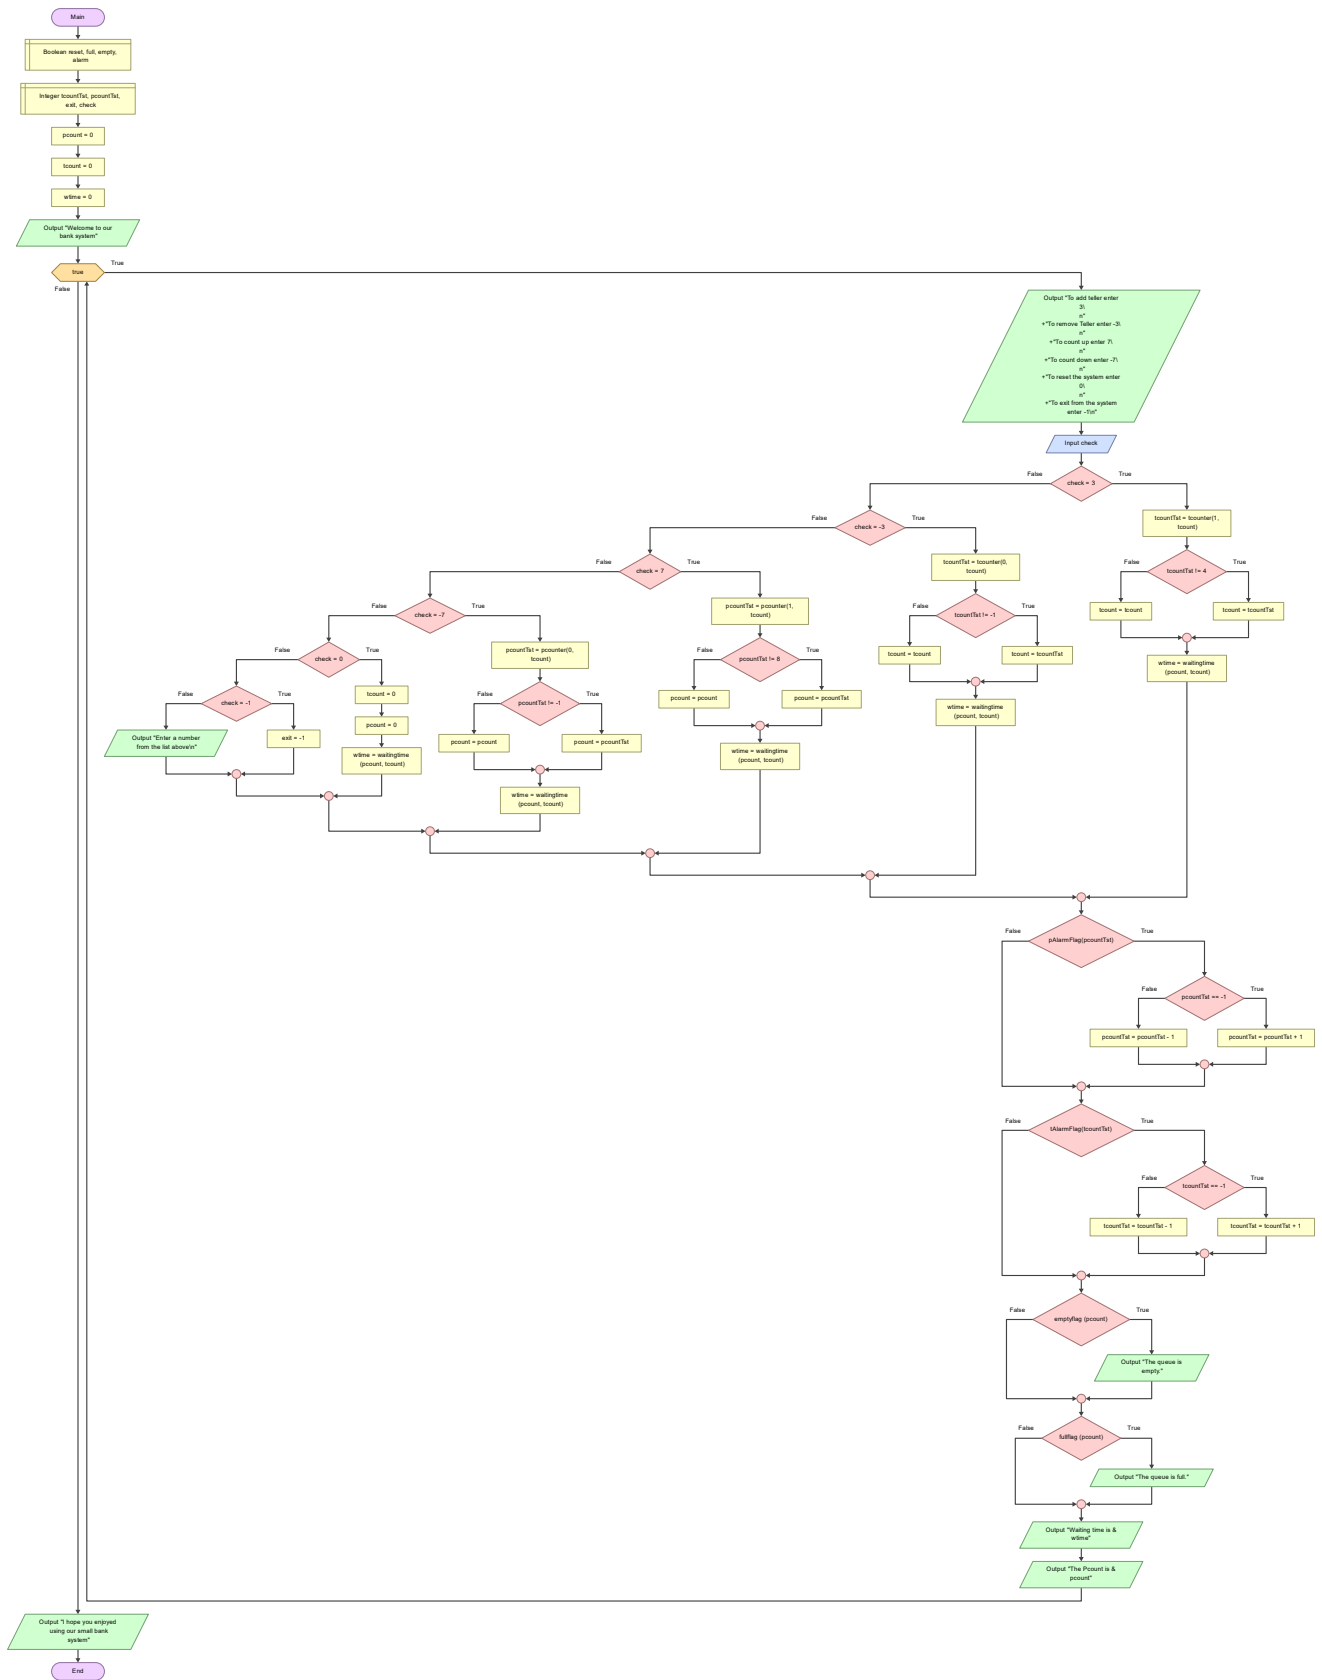 Main
Boolean reset, full, empty,
alarm
Integer tcountTst, pcountTst,
exit, check
pcount = 0
tcount = 0
wtime = 0
Output "Welcome to our
bank system"
true
True
False
Output "To add teller enter
3\
n"
+"To remove Teller enter -3\
n"
+"To count up enter 7\
n"
+"To count down enter -7\
n"
+"To reset the system enter
0\
n"
+"To exit from the system
enter -1\n"
Input check
False
check = 3
True
False
check = -3
True
tcountTst = tcounter(1,
tcount)
False
check = 7
True
tcountTst = tcounter(0,
tcount)
False
tcountTst != 4
True
tcount = tcount
tcount = tcountTst
False
check = -7
True
pcountTst = pcounter(1,
tcount)
False
tcountTst != -1
True
tcount = tcount
tcount = tcountTst
False
check = 0
True
pcountTst = pcounter(0,
tcount)
False
pcountTst != 8
True
wtime = waitingtime
(pcount, tcount)
False
check = -1
True
tcount = 0
False
pcountTst != -1
True
pcount = pcount
pcount = pcountTst
wtime = waitingtime
(pcount, tcount)
Output "Enter a number
from the list above\n"
exit = -1
pcount = 0
pcount = pcount
pcount = pcountTst
wtime = waitingtime
(pcount, tcount)
wtime = waitingtime
(pcount, tcount)
wtime = waitingtime
(pcount, tcount)
False
pAlarmFlag(pcountTst)
True
False
pcountTst == -1
True
pcountTst = pcountTst - 1
pcountTst = pcountTst + 1
False
tAlarmFlag(tcountTst)
True
False
tcountTst == -1
True
tcountTst = tcountTst - 1
tcountTst = tcountTst + 1
False
emptyflag (pcount)
True
Output "The queue is
empty."
False
fullflag (pcount)
True
Output "The queue is full."
Output "Waiting time is &
wtime"
Output "The Pcount is &
pcount"
Output "I hope you enjoyed
using our small bank
system"
End